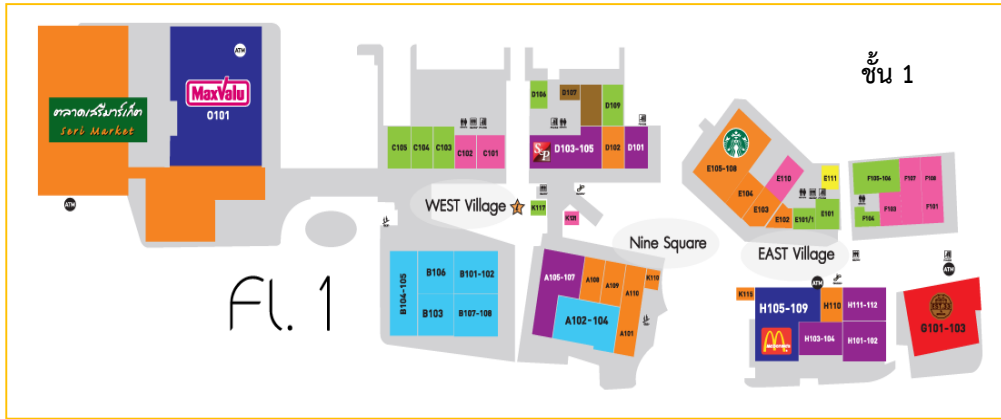 ชั้น 1
ATM
MaxValu
O101
ตลาดเสรีมาร์เก็ต
Seri Market
ATM
C105
C104
C103
C102
C101
D106
D107
D109
S&P
D103-105
D102
D101
WEST Village
K117
Nine Square
E105-108
E104
E103
E102
E101/1
E101
E110
E111
EAST Village
F105-106
F107
F108
F104
F103
F101
Fl. 1
B104-105
B106
B101-102
B103
B107-108
A105-107
A108
A109
A110
K110
A102-104
A101
K115
ATM
H105-109
H110
H111-112
H103-104
H101-102
ATM
G101-103